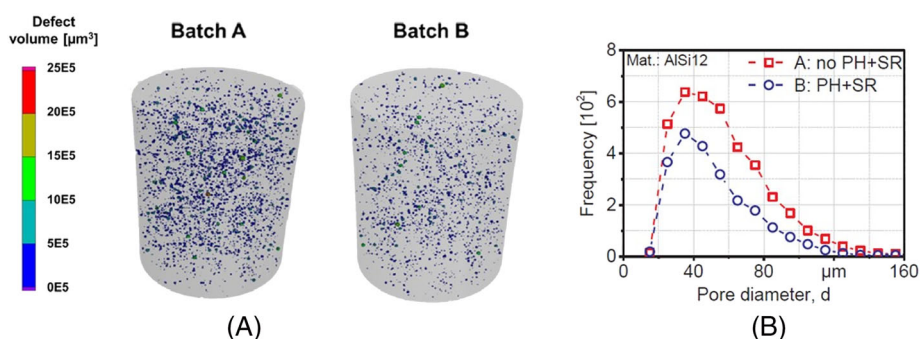 Defect
volume [µm³]
25E5
20E5
15E5
10E5
5E5
0E5
Batch A
Batch B
(A)
Mat.: AlSi12
A: no PH+SR
B: PH+SR
Frequency [10²]
8
6
4
2
0
0
40
80
µm
160
Pore diameter, d
(B)